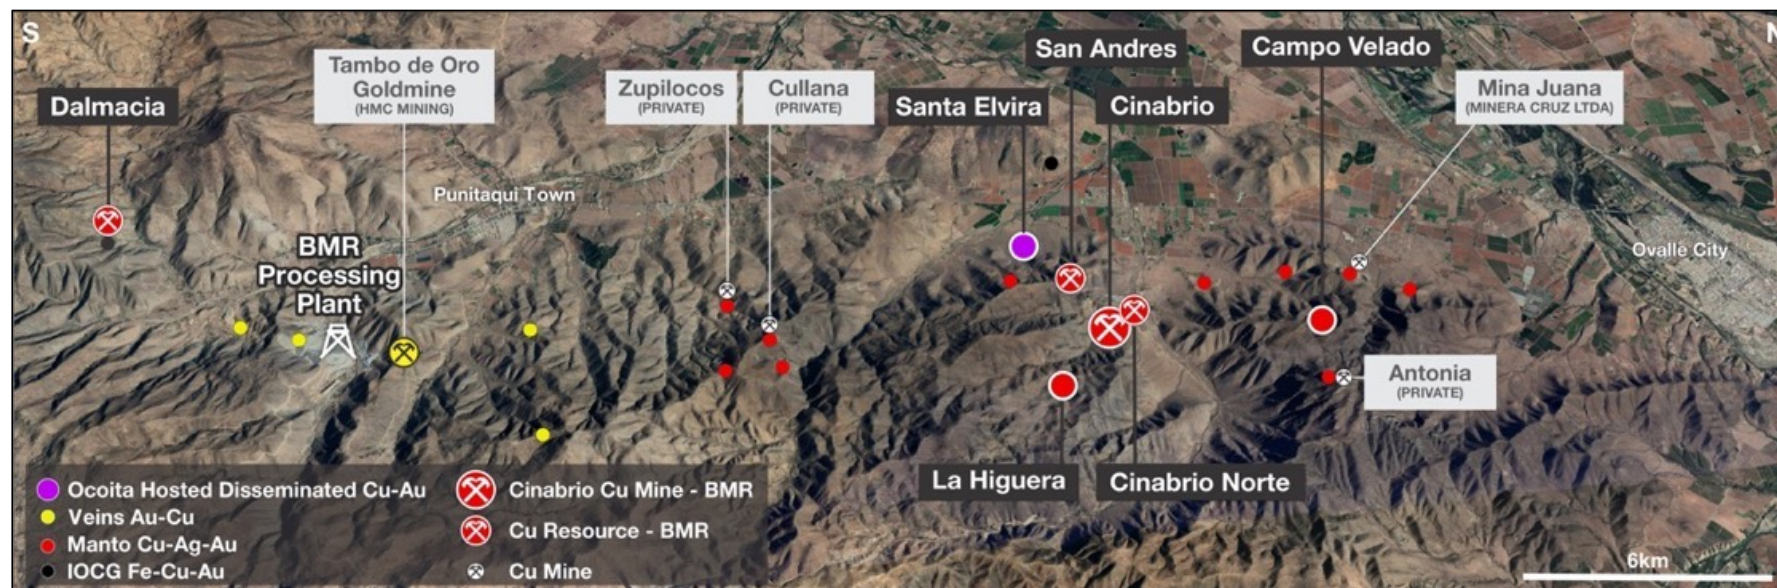 S
N
San Andres
Campo Velado
Tambo de Oro
Goldmine
(HMC MINING)
Dalmacia
Zupilocos
(PRIVATE)
Cullana
(PRIVATE)
Santa Elvira
Cinabrio
Mina Juana
(MINERA CRUZ LTDA)
Punitaqui Town
BMR
Processing
Plant
Ovalle City
Antonia
(PRIVATE)
La Higuera
Cinabrio Norte
Ocoita Hosted Disseminated Cu-Au
Veins Au-Cu
Manto Cu-Ag-Au
IOCG Fe-Cu-Au
Cinabrio Cu Mine - BMR
Cu Resource - BMR
Cu Mine
6km